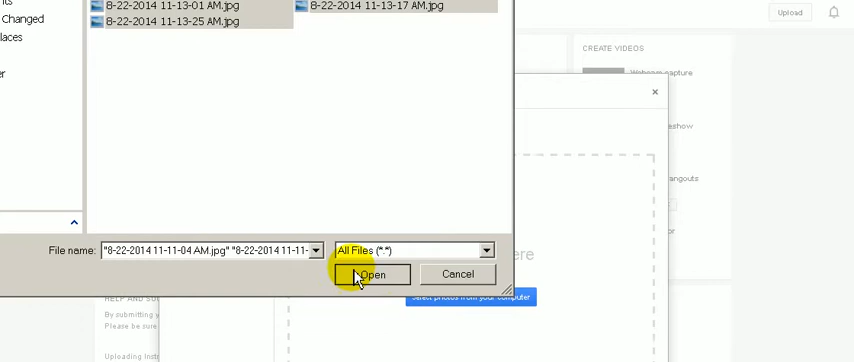 8-22-2014 11-13-01 AM.jpg
8-22-2014 11-13-17 AM.jpg
8-22-2014 11-13-25 AM.jpg
Changed
laces
File name:
"8-22-2014 11-11-04 AM.jpg" "8-22-2014 11-11-
All Files (*.*)
Open
Cancel
Upload
CREATE VIDEOS
Webcam capture
eshow
angouts
or
ere
Select photos from your computer
HELP AND SU
By submitting y
Please be sure
Uploading Instr